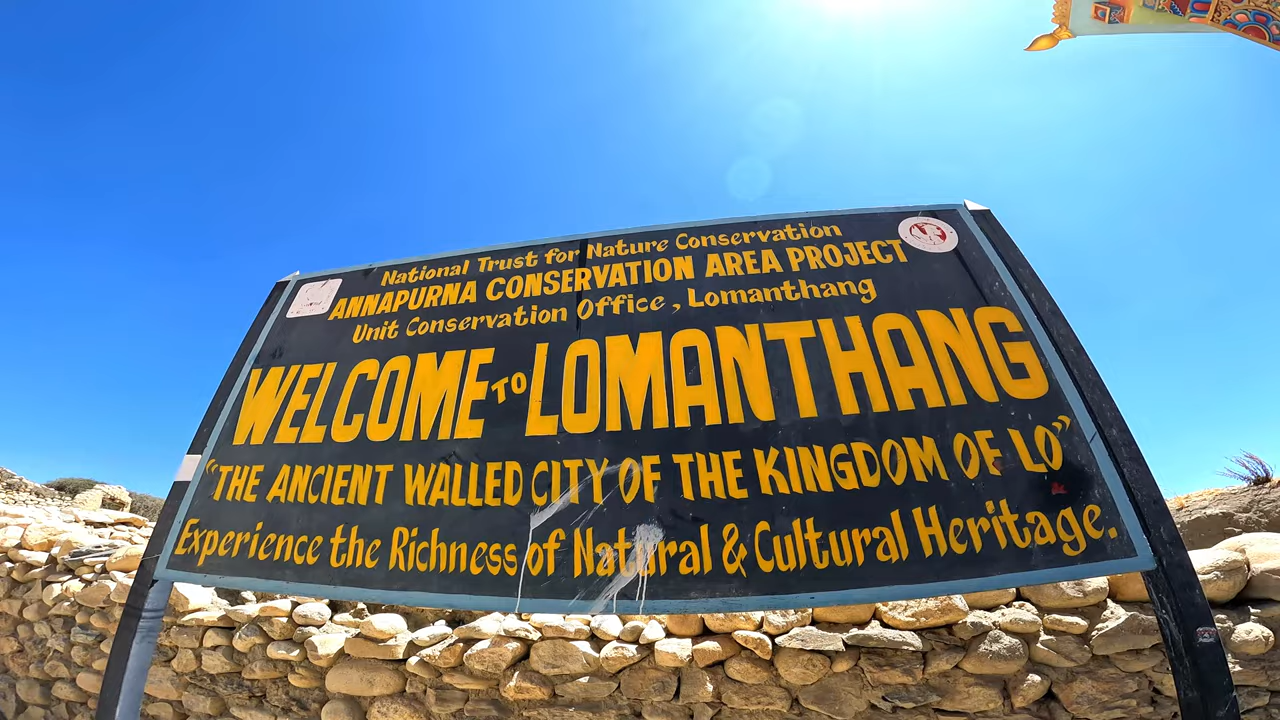 National Trust for Nature Conservation
ANNAPURNA CONSERVATION AREA PROJECT
Unit Conservation Office, Lomanthang
WELCOME TO LOMANTHANG
"THE ANCIENT WALLED CITY OF THE KINGDOM OF LO"
Experience the Richness of Natural & Cultural Heritage.